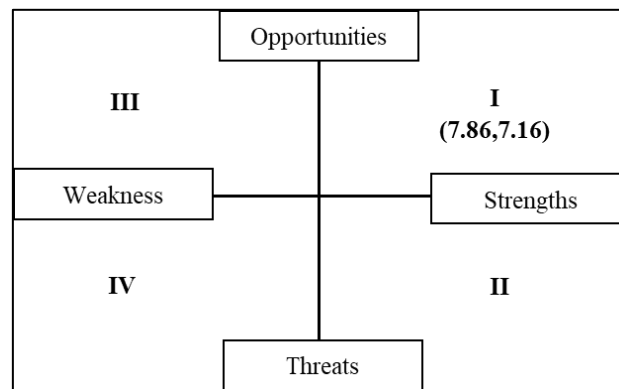 Opportunities
III
I
(7.86,7.16)
Weakness
Strengths
IV
II
Threats